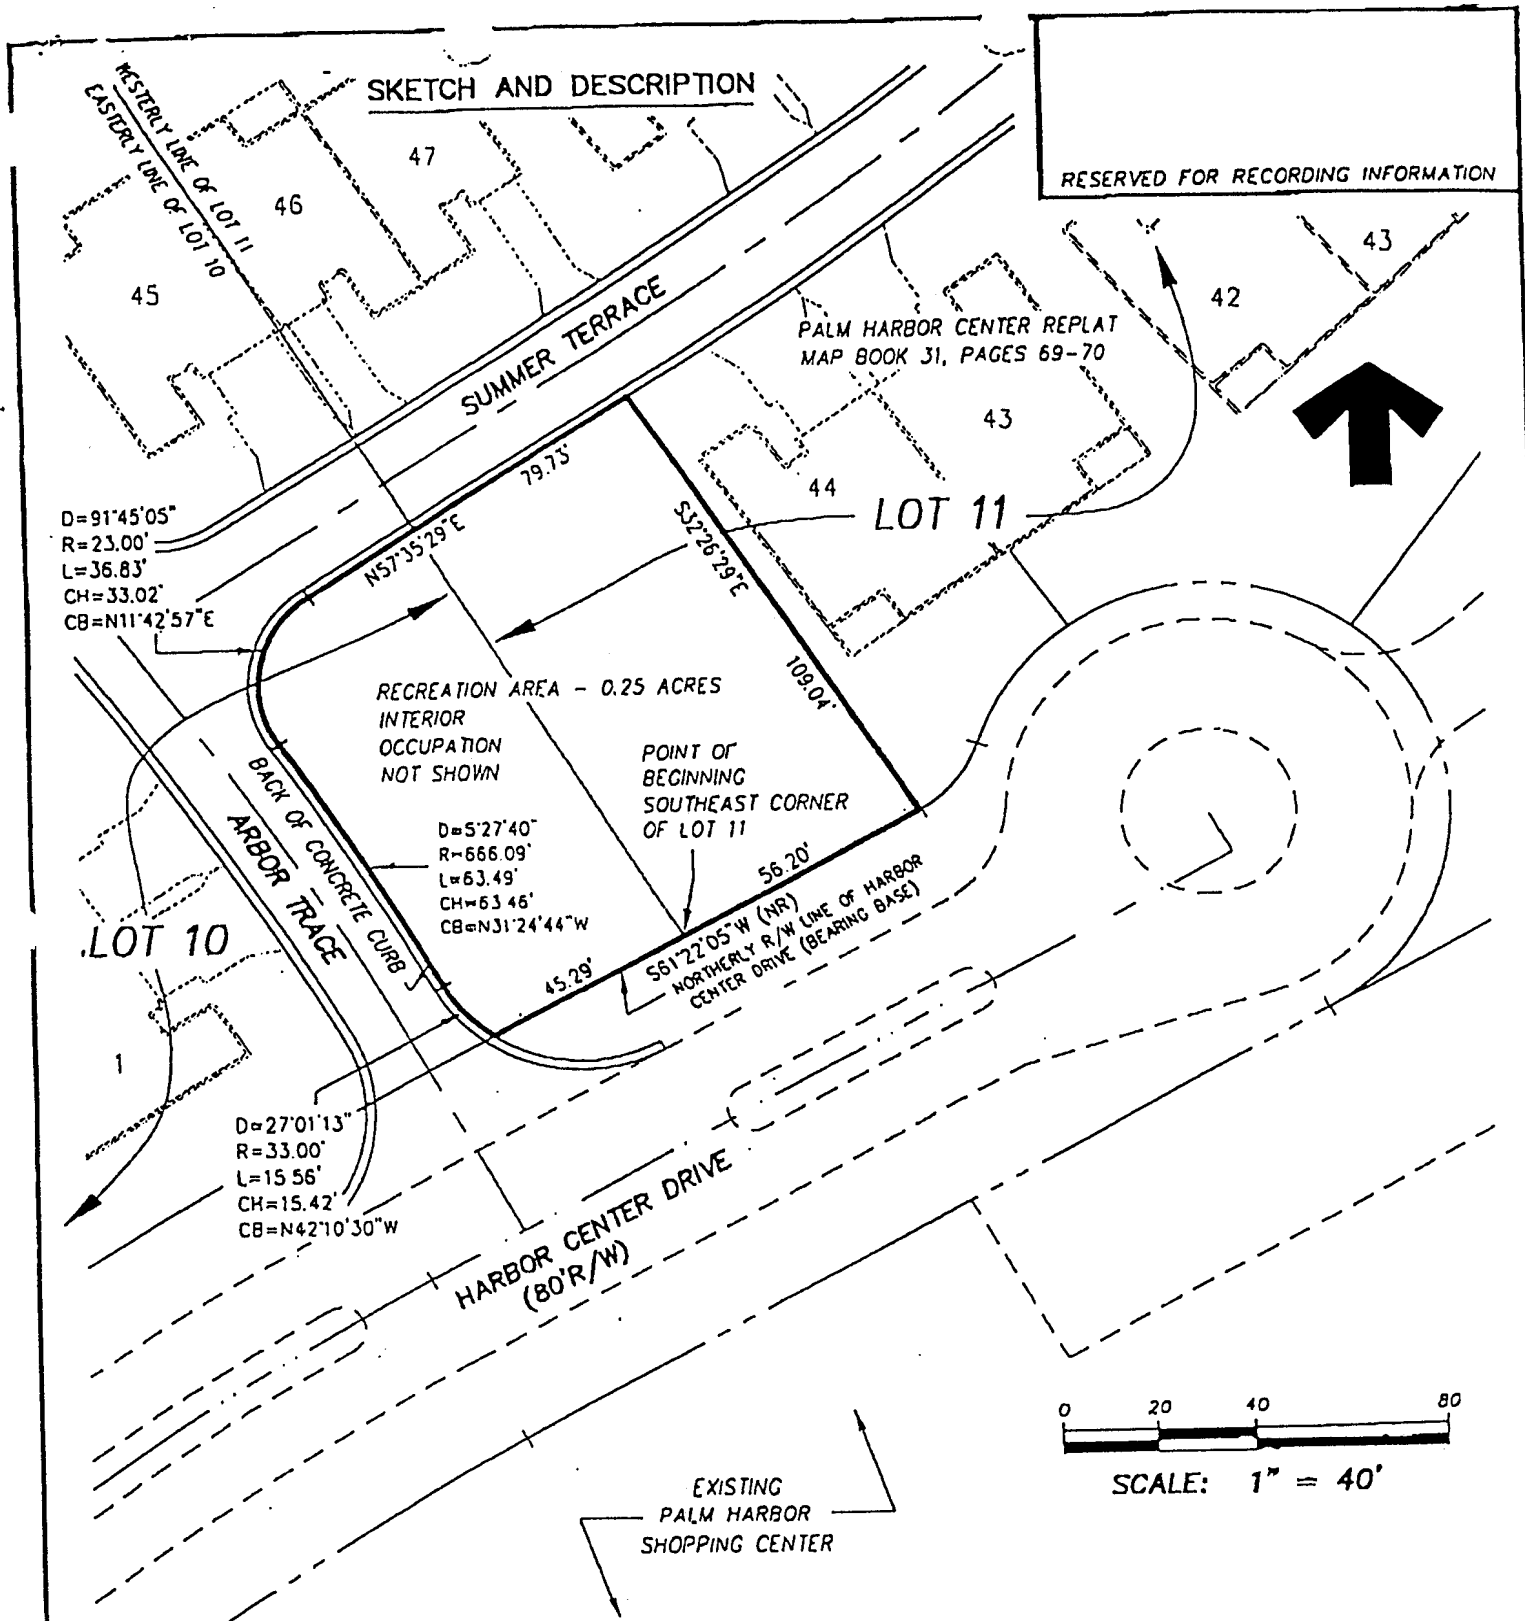 SKETCH AND DESCRIPTION
RESERVED FOR RECORDING INFORMATION
WESTERLY LINE OF LOT 11
EASTERLY LINE OF LOT 10
47
46
45
43
42
SUMMER TERRACE
PALM HARBOR CENTER REPLAT
MAP BOOK 31, PAGES 69-70
43
44
LOT 11
79.73'
N57°35'29"E
S32°26'29"E
109.04'
D=91°45'05"
R=23.00'
L=36.83'
CH=33.02'
CB=N11°42'57"E
RECREATION AREA - 0.25 ACRES
INTERIOR
OCCUPATION
NOT SHOWN
POINT OF
BEGINNING
SOUTHEAST CORNER
OF LOT 11
D=5°27'40"
R=666.09'
L=63.49'
CH=63.46'
CB=N31°24'44"W
BACK OF CONCRETE CURB
ARBOR TRACE
LOT 10
1
56.20'
45.29'
S61°22'05"W (NR)
NORTHERLY R/W LINE OF HARBOR
CENTER DRIVE (BEARING BASE)
D=27°01'13"
R=33.00'
L=15.56'
CH=15.42'
CB=N42°10'30"W
HARBOR CENTER DRIVE
(80'R/W)
0 20 40 80
SCALE: 1" = 40'
EXISTING
PALM HARBOR
SHOPPING CENTER